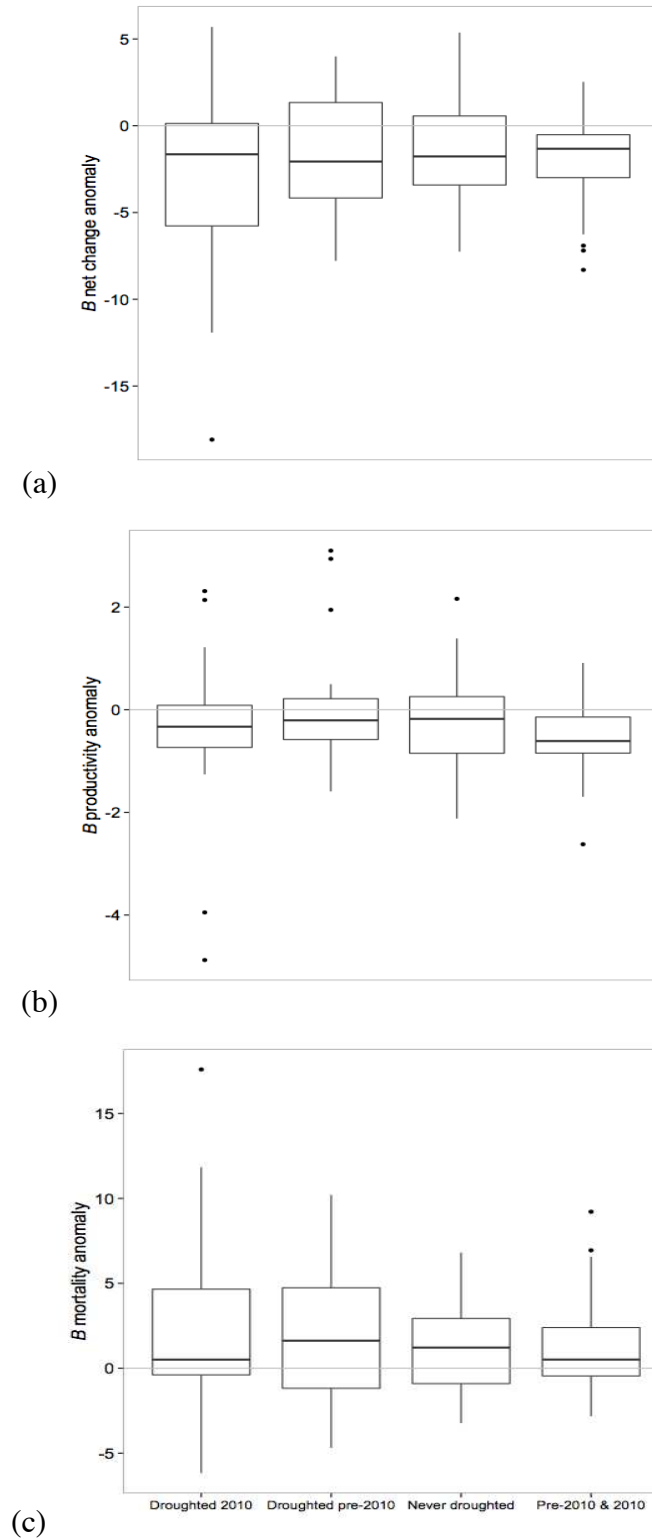 5
0
-5
-10
-15
B net change anomaly
(a)
2
0
-2
-4
B productivity anomaly
(b)
15
10
5
0
-5
B mortality anomaly
Droughted 2010 Droughted pre-2010 Never droughted Pre-2010 & 2010
(c)